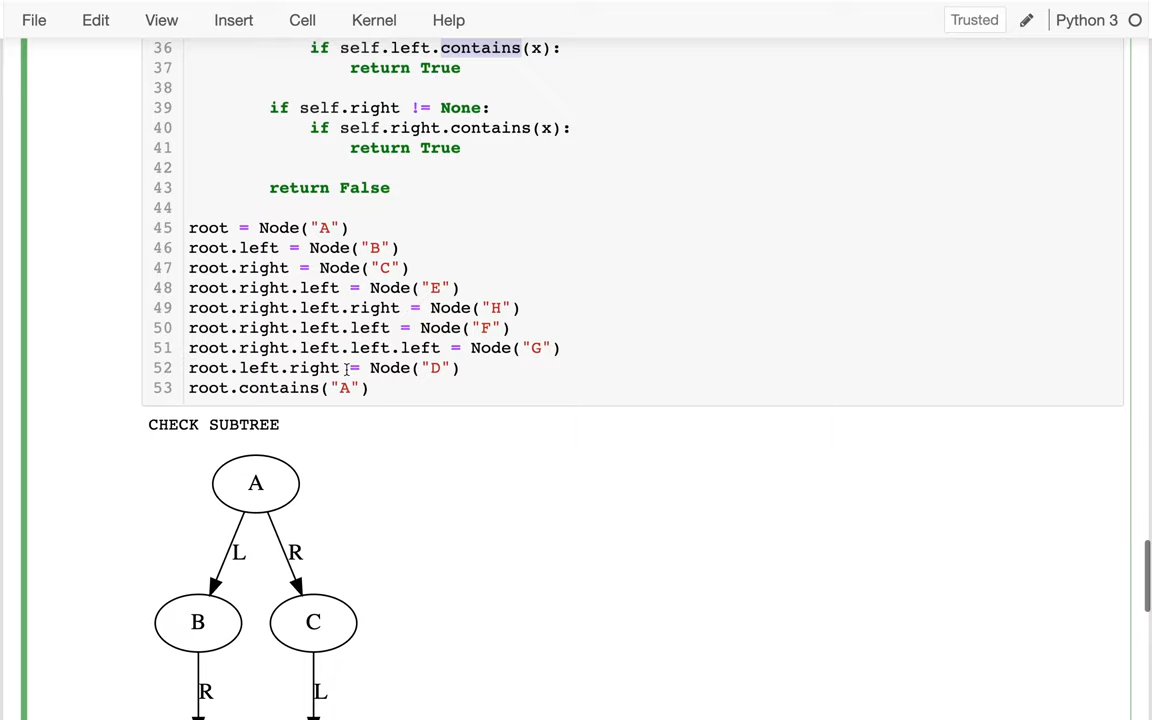 File Edit View Insert Cell Kernel Help Trusted Python 3
36 if self.left.contains(x):
37 return True
38
39 if self.right != None:
40 if self.right.contains(x):
41 return True
42
43 return False
44
45 root = Node("A")
46 root.left = Node("B")
47 root.right = Node("C")
48 root.right.left = Node("E")
49 root.right.left.right = Node("H")
50 root.right.left.left = Node("F")
51 root.right.left.left.left = Node("G")
52 root.left.right = Node("D")
53 root.contains("A")
CHECK SUBTREE
A
L R
B C
R L